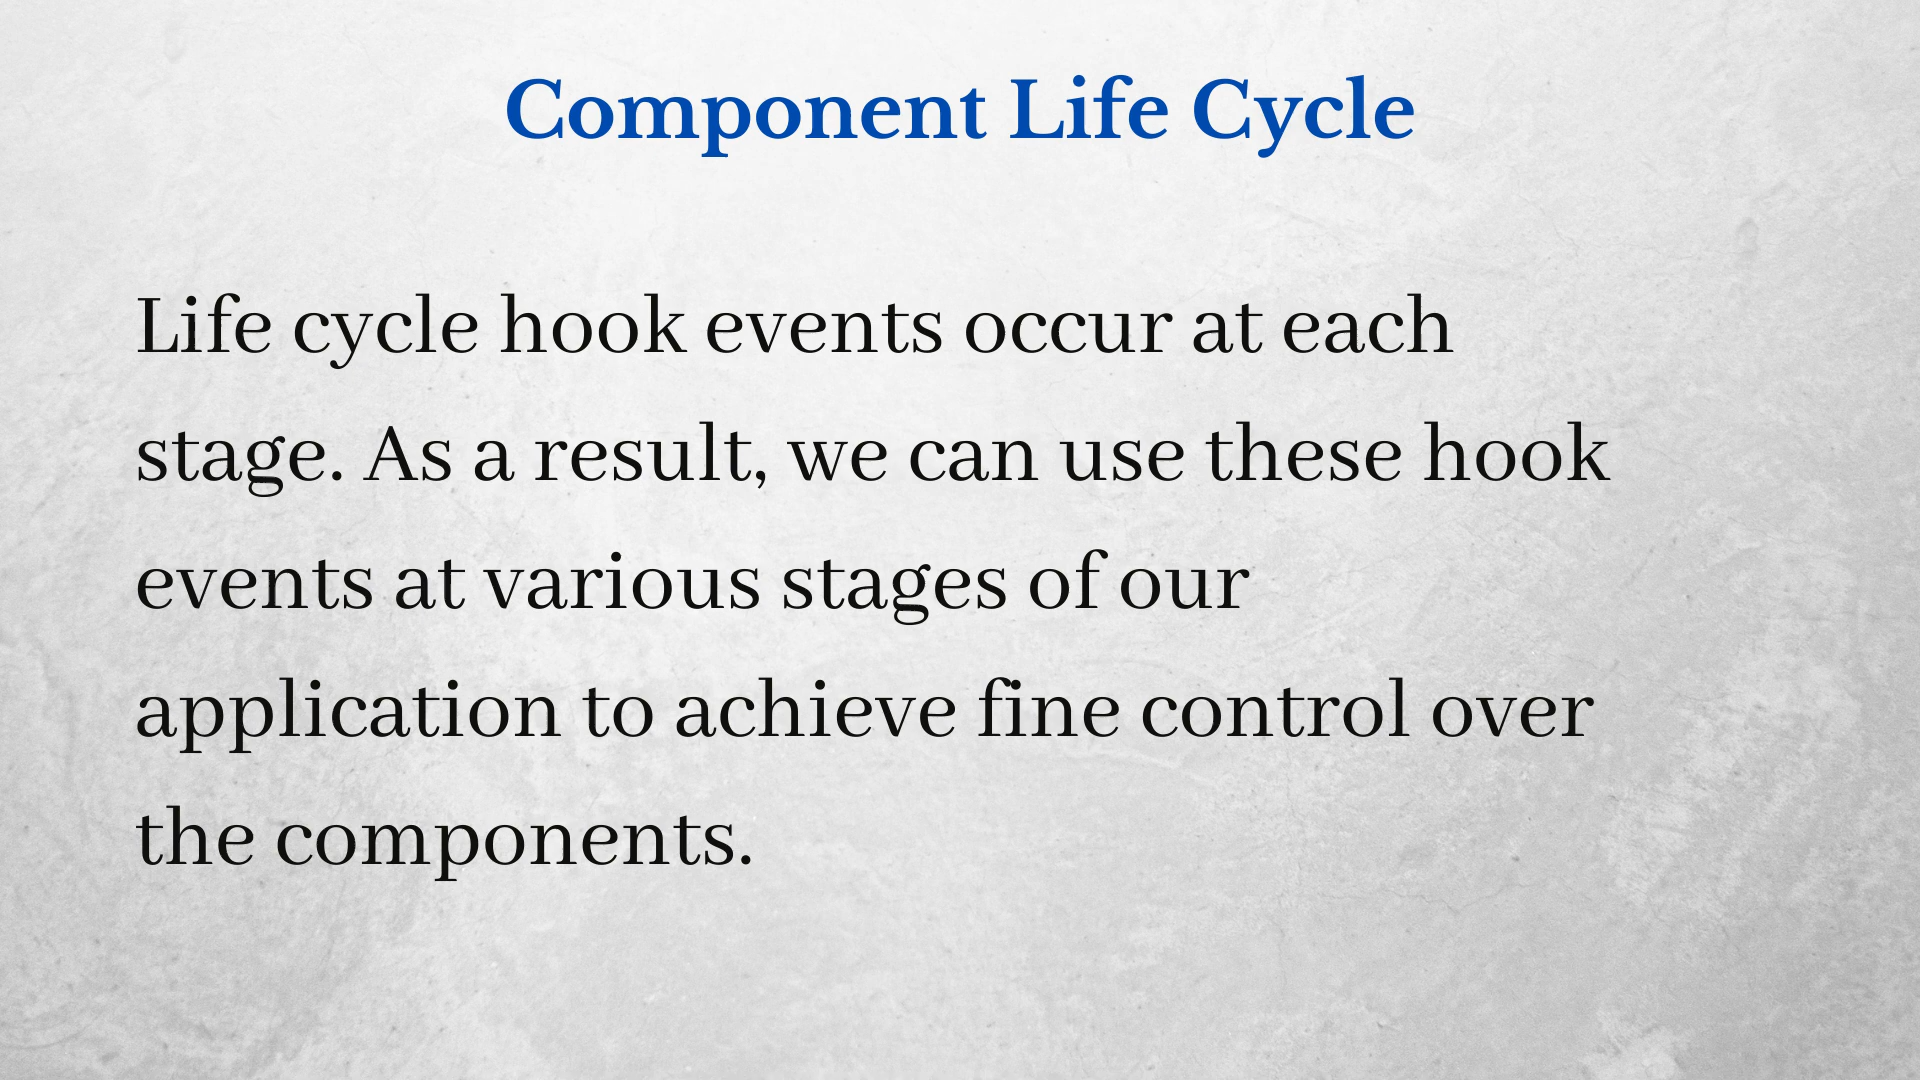 Component Life Cycle
Life cycle hook events occur at each
stage. As a result, we can use these hook
events at various stages of our
application to achieve fine control over
the components.